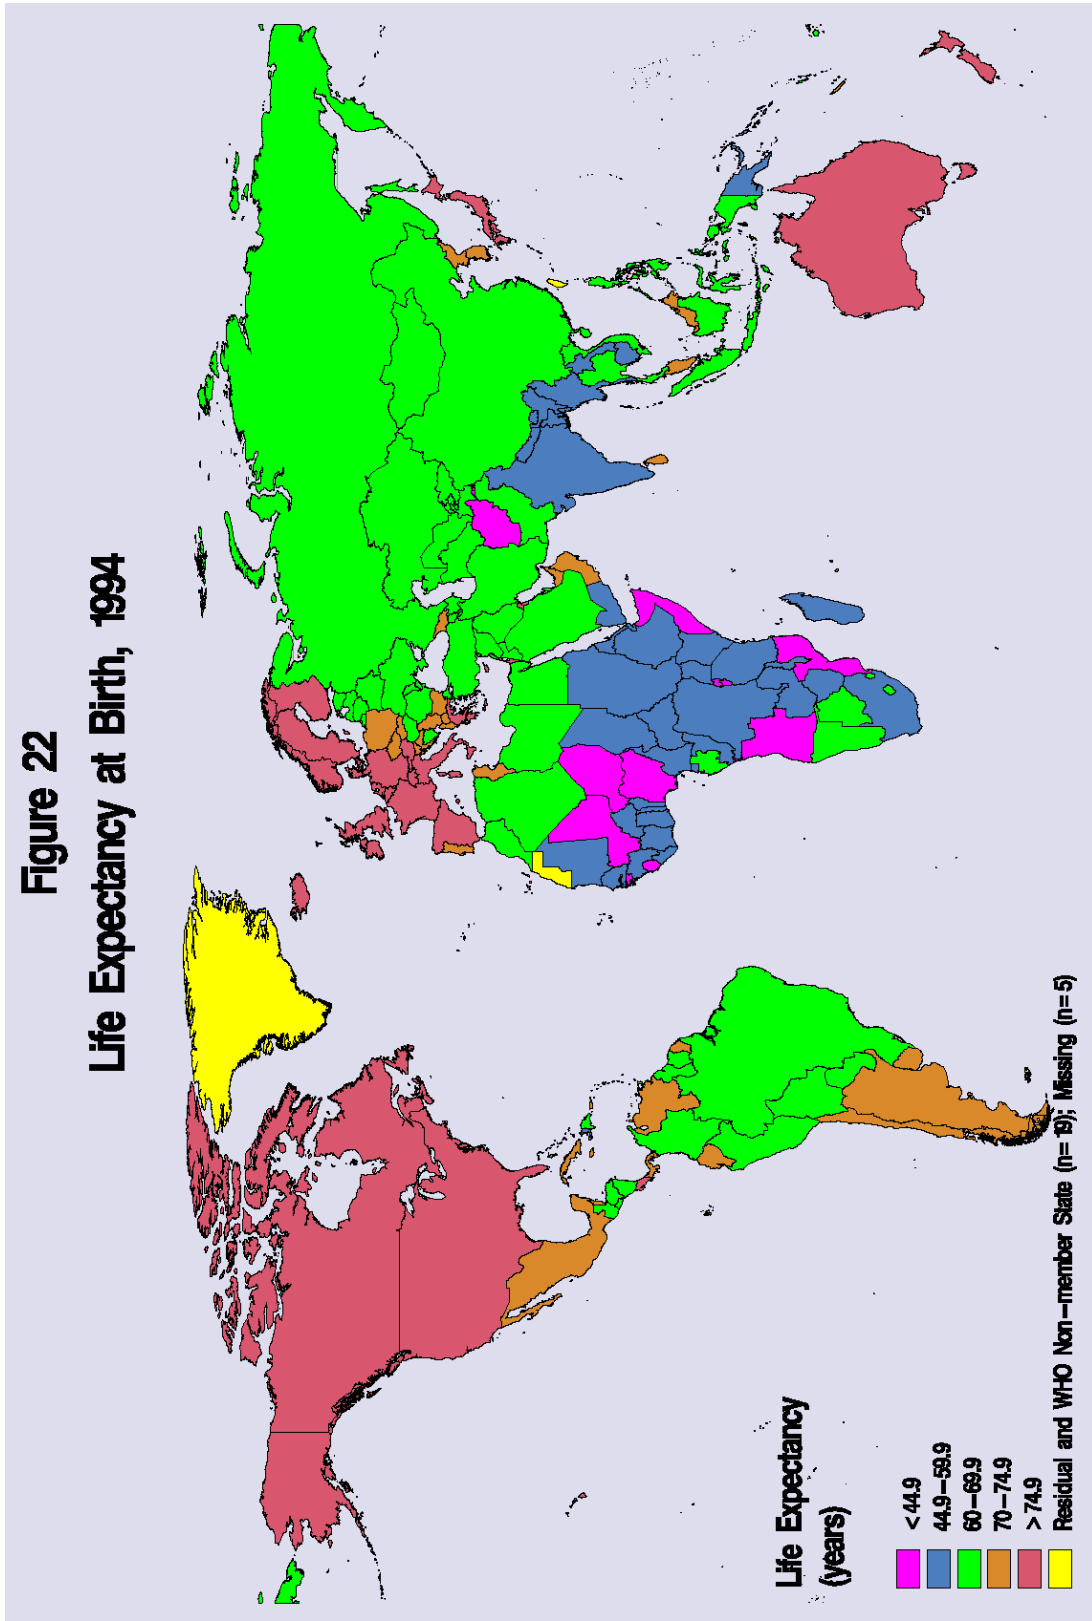 Figure 22
Life Expectancy at Birth, 1994
Life Expectancy
(years)
< 44.9
44.9-59.9
60-69.9
70-74.9
> 74.9
Residual and WHO Non-member State (n= 19); Missing (n= 5)